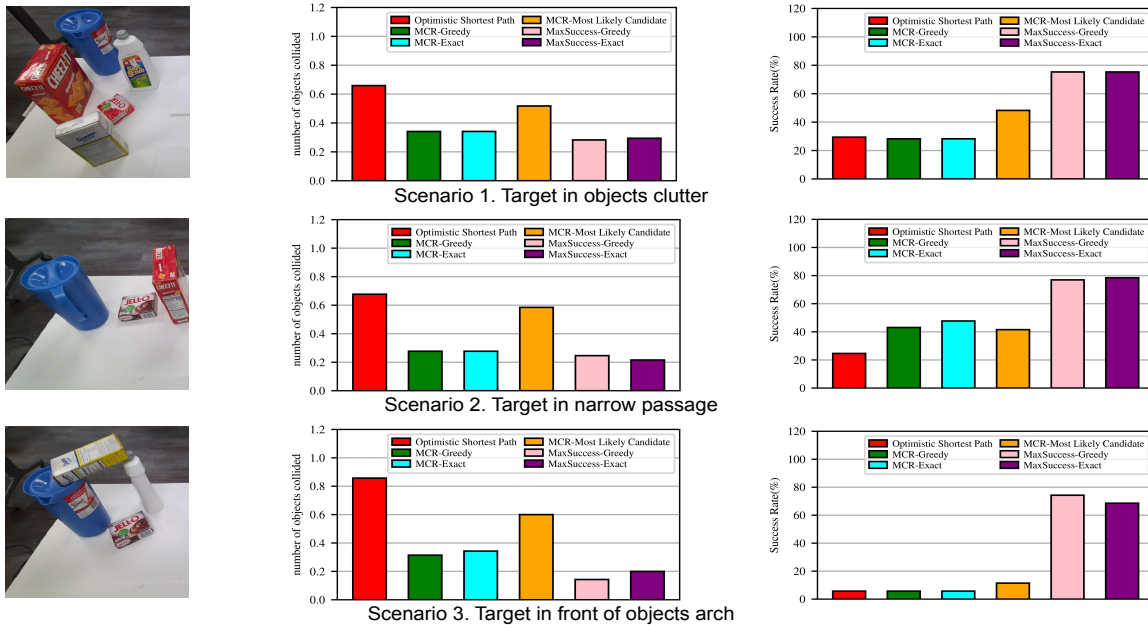 CHEEZ-IT
JELL-O
1.2
1.0
0.8
0.6
0.4
0.2
0.0
number of objects collided
Optimistic Shortest Path
MCR-Greedy
MCR-Exact
MCR-Most Likely Candidate
MaxSuccess-Greedy
MaxSuccess-Exact
Scenario 1. Target in objects clutter
120
100
80
60
40
20
0
Success Rate(%)
Optimistic Shortest Path
MCR-Greedy
MCR-Exact
MCR-Most Likely Candidate
MaxSuccess-Greedy
MaxSuccess-Exact
JELL-O
CHEEZ-IT
1.2
1.0
0.8
0.6
0.4
0.2
0.0
number of objects collided
Optimistic Shortest Path
MCR-Greedy
MCR-Exact
MCR-Most Likely Candidate
MaxSuccess-Greedy
MaxSuccess-Exact
Scenario 2. Target in narrow passage
120
100
80
60
40
20
0
Success Rate(%)
Optimistic Shortest Path
MCR-Greedy
MCR-Exact
MCR-Most Likely Candidate
MaxSuccess-Greedy
MaxSuccess-Exact
JELL-O
1.2
1.0
0.8
0.6
0.4
0.2
0.0
number of objects collided
Optimistic Shortest Path
MCR-Greedy
MCR-Exact
MCR-Most Likely Candidate
MaxSuccess-Greedy
MaxSuccess-Exact
Scenario 3. Target in front of objects arch
120
100
80
60
40
20
0
Success Rate(%)
Optimistic Shortest Path
MCR-Greedy
MCR-Exact
MCR-Most Likely Candidate
MaxSuccess-Greedy
MaxSuccess-Exact